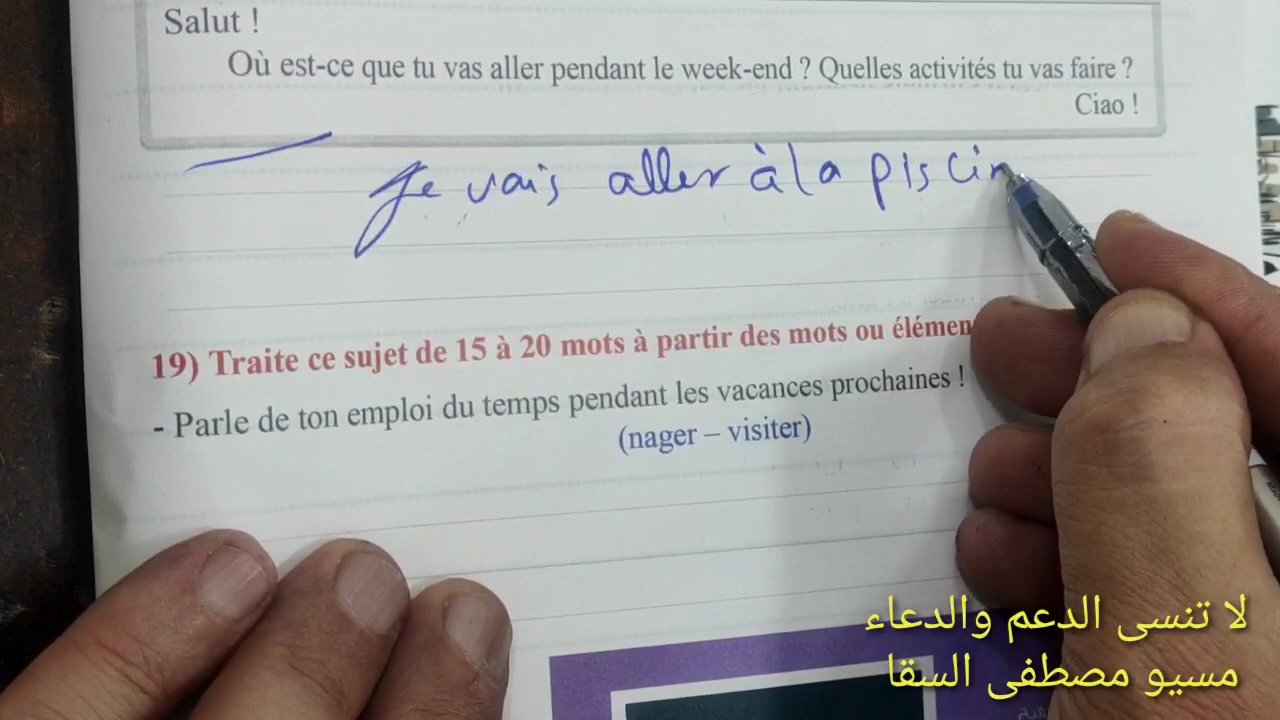 Salut !
Où est-ce que tu vas aller pendant le week-end ? Quelles activités tu vas faire ?
Ciao !
Je vais aller à la piscin
19) Traite ce sujet de 15 à 20 mots à partir des mots ou élémen
- Parle de ton emploi du temps pendant les vacances prochaines !
(nager – visiter)
لا تنسى الدعم والدعاء
مسيو مصطفى السقا